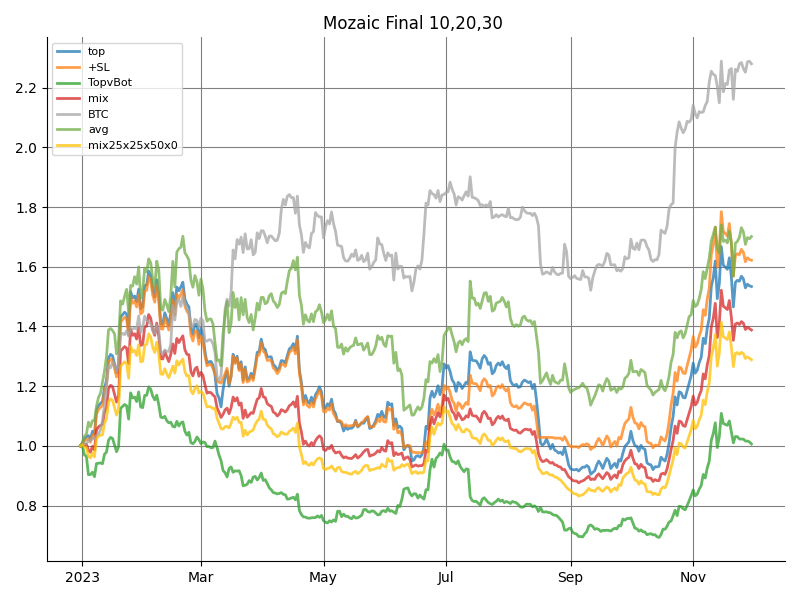 Mozaic Final 10,20,30
top
+SL
TopvBot
mix
BTC
avg
mix25x25x50x0
2.2
2.0
1.8
1.6
1.4
1.2
1.0
0.8
2023 Mar May Jul Sep Nov